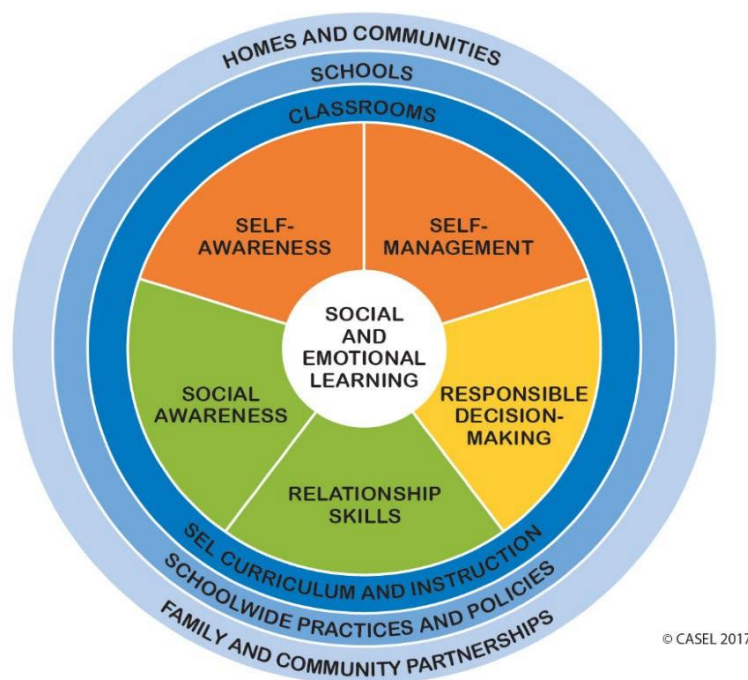 HOMES AND COMMUNITIES
SCHOOLS
CLASSROOMS
SELF-
AWARENESS
SELF-
MANAGEMENT
SOCIAL
AND
EMOTIONAL
LEARNING
SOCIAL
AWARENESS
RESPONSIBLE
DECISION-
MAKING
RELATIONSHIP
SKILLS
SEL CURRICULUM AND INSTRUCTION
SCHOOLWIDE PRACTICES AND POLICIES
FAMILY AND COMMUNITY PARTNERSHIPS
© CASEL 2017